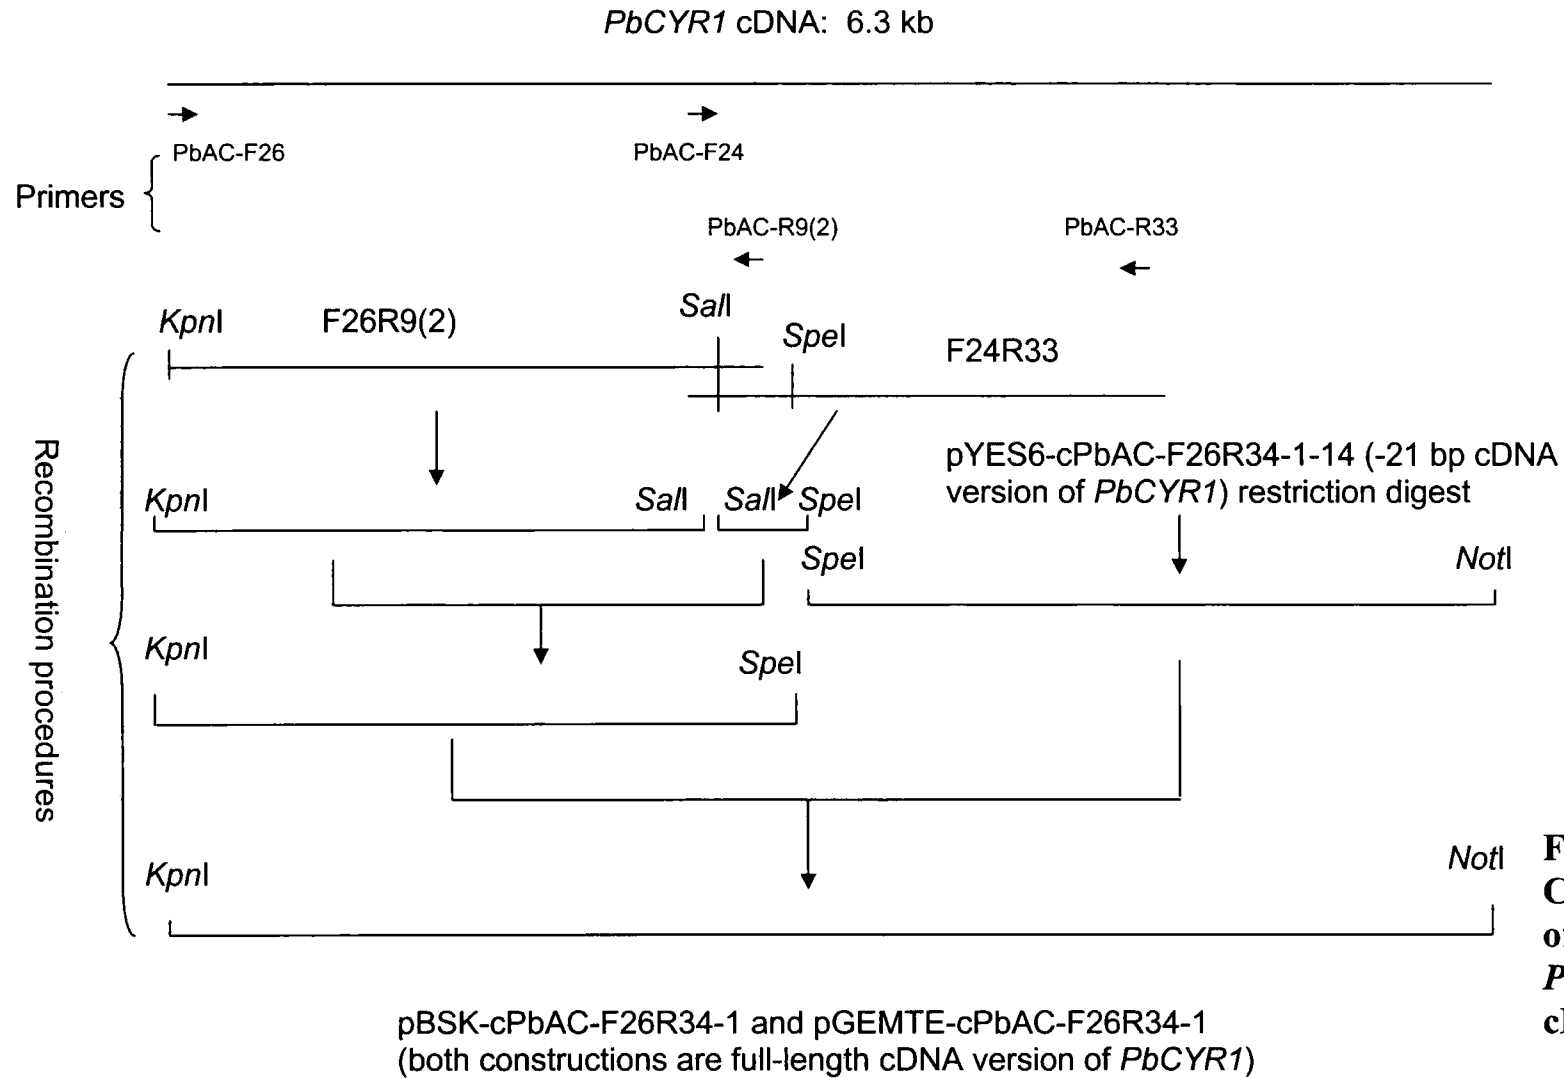 PbCYR1 cDNA: 6.3 kb
PbAC-F26
PbAC-F24
Primers
PbAC-R9(2)
PbAC-R33
KpnI
F26R9(2)
SalI
SpeI
F24R33
Recombination procedures
pYES6-cPbAC-F26R34-1-14 (-21 bp cDNA
version of PbCYR1) restriction digest
KpnI
SalI
SalI
SpeI
SpeI
NotI
KpnI
SpeI
KpnI
NotI
pBSK-cPbAC-F26R34-1 and pGEMTE-cPbAC-F26R34-1
(both constructions are full-length cDNA version of PbCYR1)